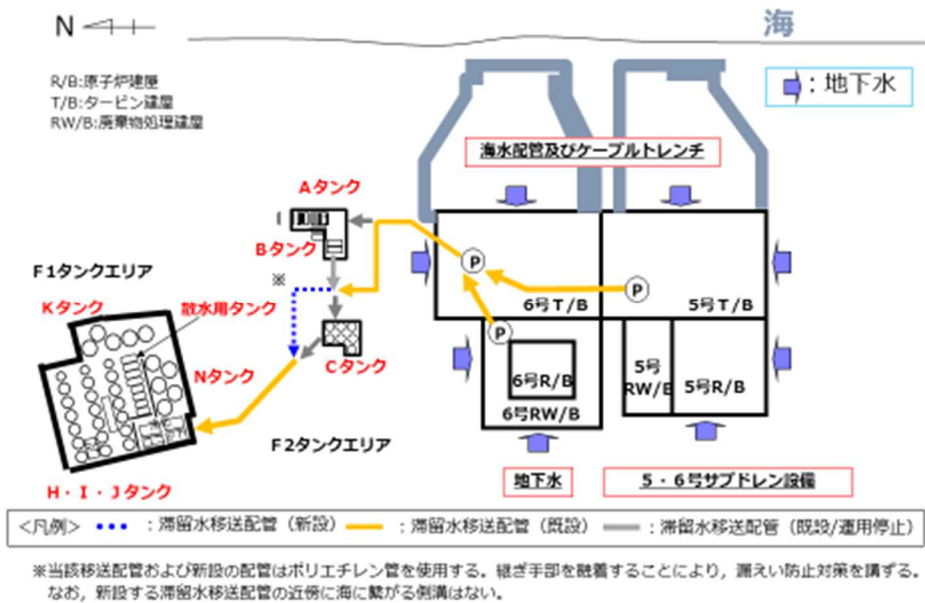 N
海
R/B:原子炉建屋
T/B:タービン建屋
RW/B:廃棄物処理建屋
:地下水
海水配管及びケーブルトレンチ
Aタンク
Bタンク
※
F1タンクエリア
Kタンク
散水用タンク
P
P
P
6号T/B
5号T/B
Nタンク
Cタンク
6号R/B
6号RW/B
5号
RW/B
5号R/B
F2タンクエリア
H・I・Jタンク
地下水
5・6号サブドレン設備
<凡例>
:滞留水移送配管(新設)
:滞留水移送配管(既設)
:滞留水移送配管(既設/運用停止)
※当該移送配管および新設の配管はポリエチレン管を使用する。継ぎ手部を融着することにより,漏えい防止対策を講ずる。
なお,新設する滞留水移送配管の近傍に海に繋がる側溝はない。